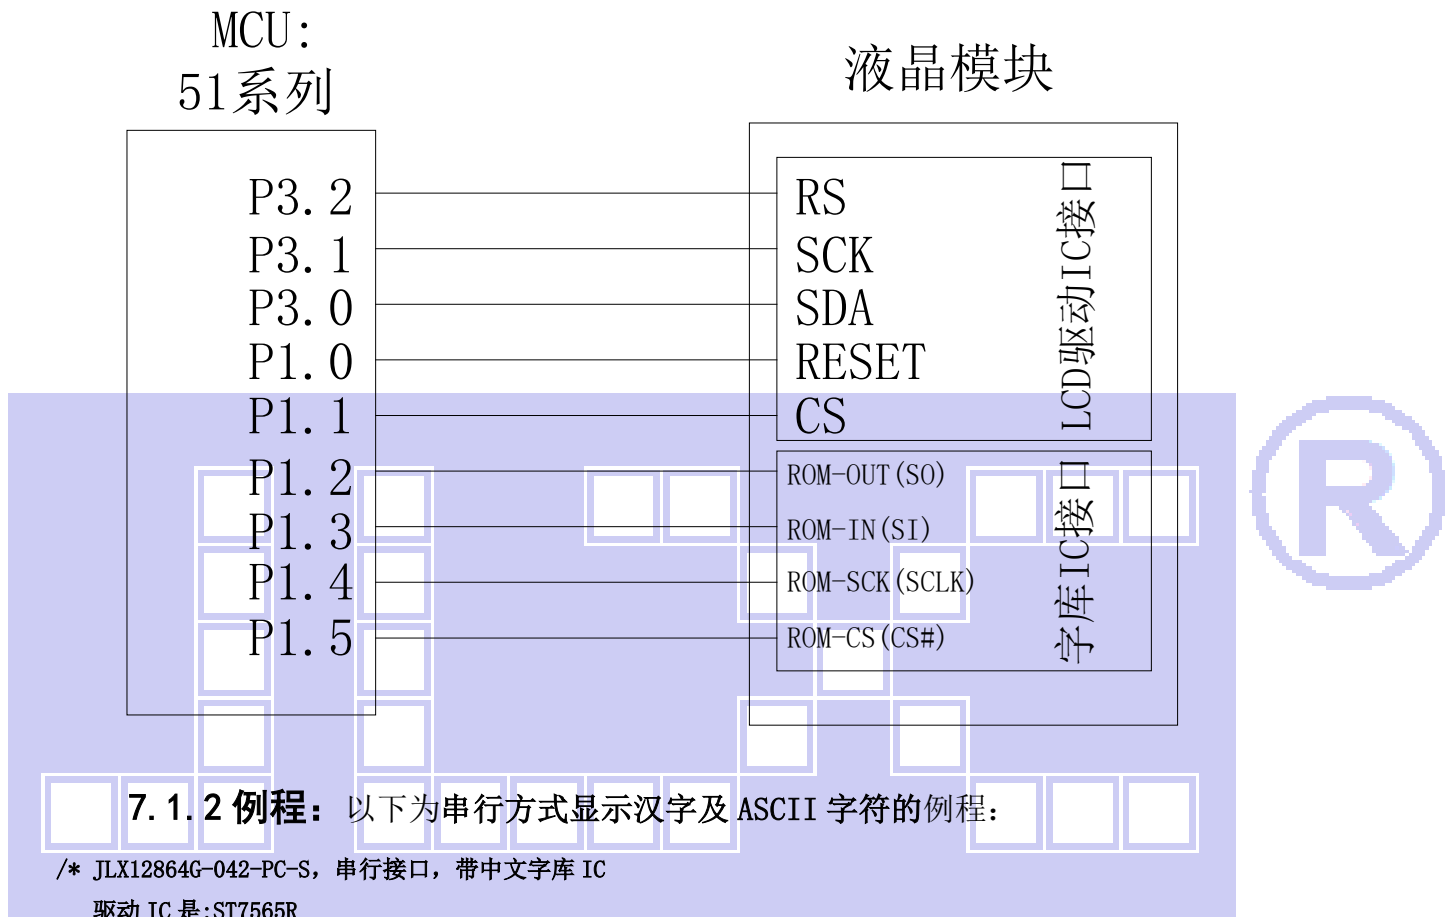 MCU:
51系列
液晶模块
P3.2
P3.1
P3.0
P1.0
P1.1
P1.2
P1.3
P1.4
P1.5
RS
SCK
SDA
RESET
CS
LCD驱动IC接口
ROM-OUT(SO)
ROM-IN(SI)
ROM-SCK(SCLK)
ROM-CS(CS#)
字库IC接口
®
7.1.2 例程：以下为串行方式显示汉字及 ASCII 字符的例程：
/* JLX12864G-042-PC-S，串行接口，带中文字库 IC
驱动 IC 是:ST7565R